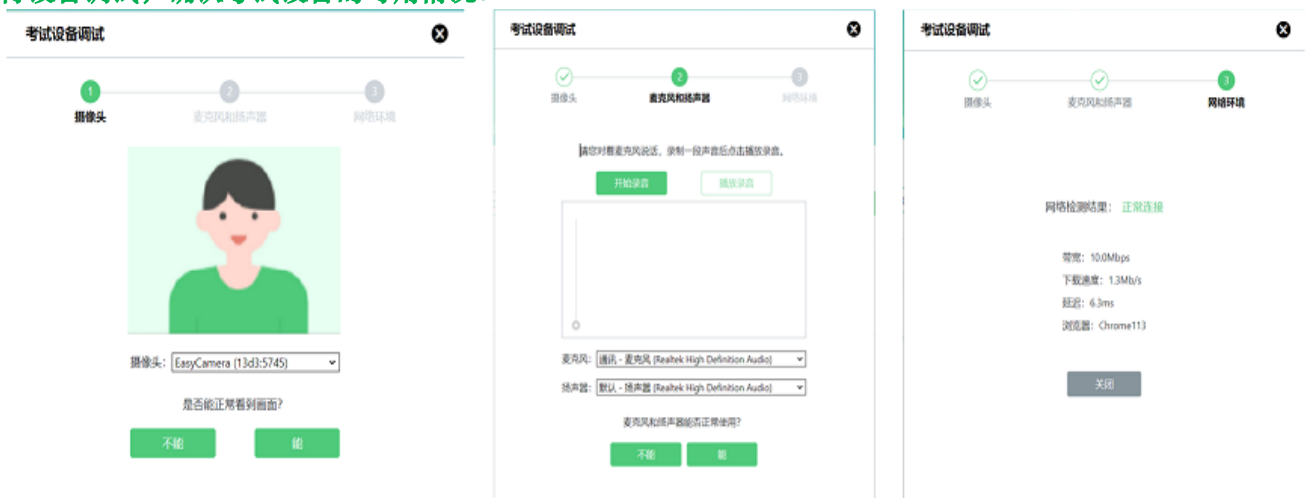 考试设备调试
1
2
3
摄像头
麦克风和扬声器
网络环境
摄像头：
EasyCamera (13d3:5745)
是否能正常看到画面?
不能
能
考试设备调试
2
3
摄像头
麦克风和扬声器
网络环境
请您对着麦克风说话，录制一段声音后点击播放录音。
开始录音
播放录音
麦克风：
通讯 - 麦克风 (Realtek High Definition Audio)
扬声器：
默认 - 扬声器 (Realtek High Definition Audio)
麦克风和扬声器能否正常使用?
不能
能
考试设备调试
3
摄像头
麦克风和扬声器
网络环境
网络检测结果： 正常连接
带宽：10.0Mbps
下载速度：1.3Mb/s
延迟：6.3ms
浏览器：Chrome113
关闭